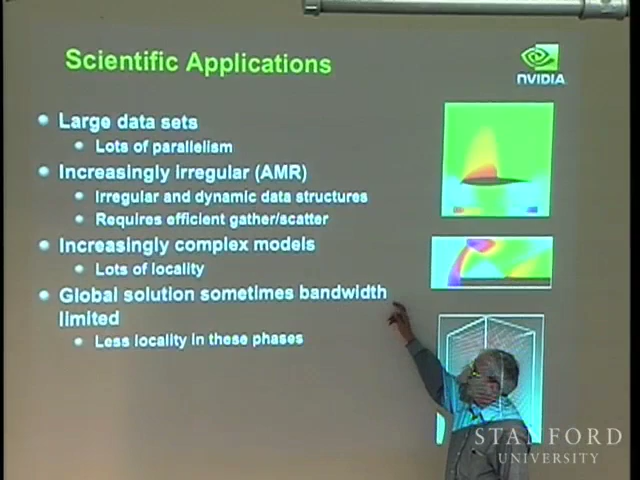 Scientific Applications
NVIDIA
Large data sets
Lots of parallelism
Increasingly irregular (AMR)
Irregular and dynamic data structures
Requires efficient gather/scatter
Increasingly complex models
Lots of locality
Global solution sometimes bandwidth
limited
Less locality in these phases
STANFORD
UNIVERSITY